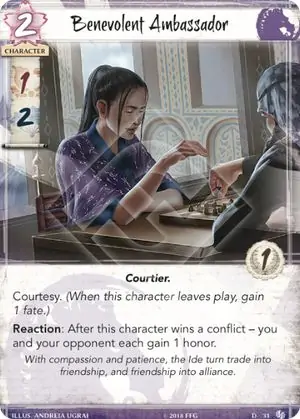 2
Benevolent Ambassador
CHARACTER
1
2
1
Courtier.
Courtesy. (When this character leaves play, gain
1 fate.)
Reaction: After this character wins a conflict – you
and your opponent each gain 1 honor.
With compassion and patience, the Ide turn trade into
friendship, and friendship into alliance.
ILLUS. ANDREIA UGRAI
© 2018 FFG